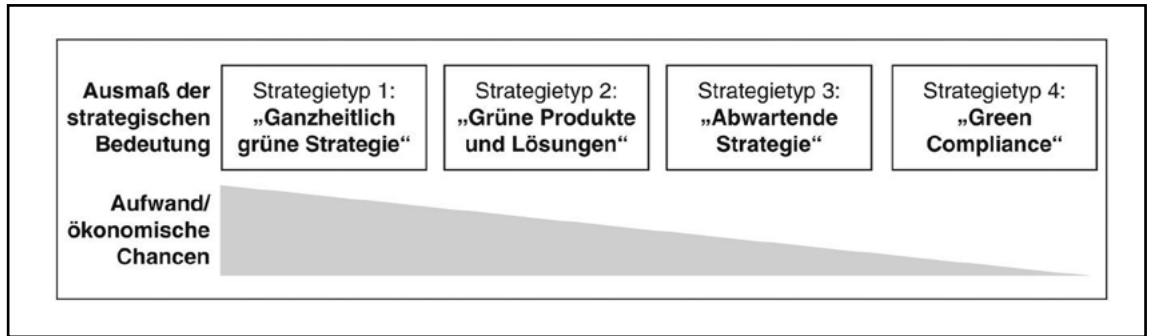 Ausmaß der
strategischen
Bedeutung
Strategietyp 1:
„Ganzheitlich
grüne Strategie“
Strategietyp 2:
„Grüne Produkte
und Lösungen“
Strategietyp 3:
„Abwartende
Strategie“
Strategietyp 4:
„Green
Compliance“
Aufwand/
ökonomische
Chancen